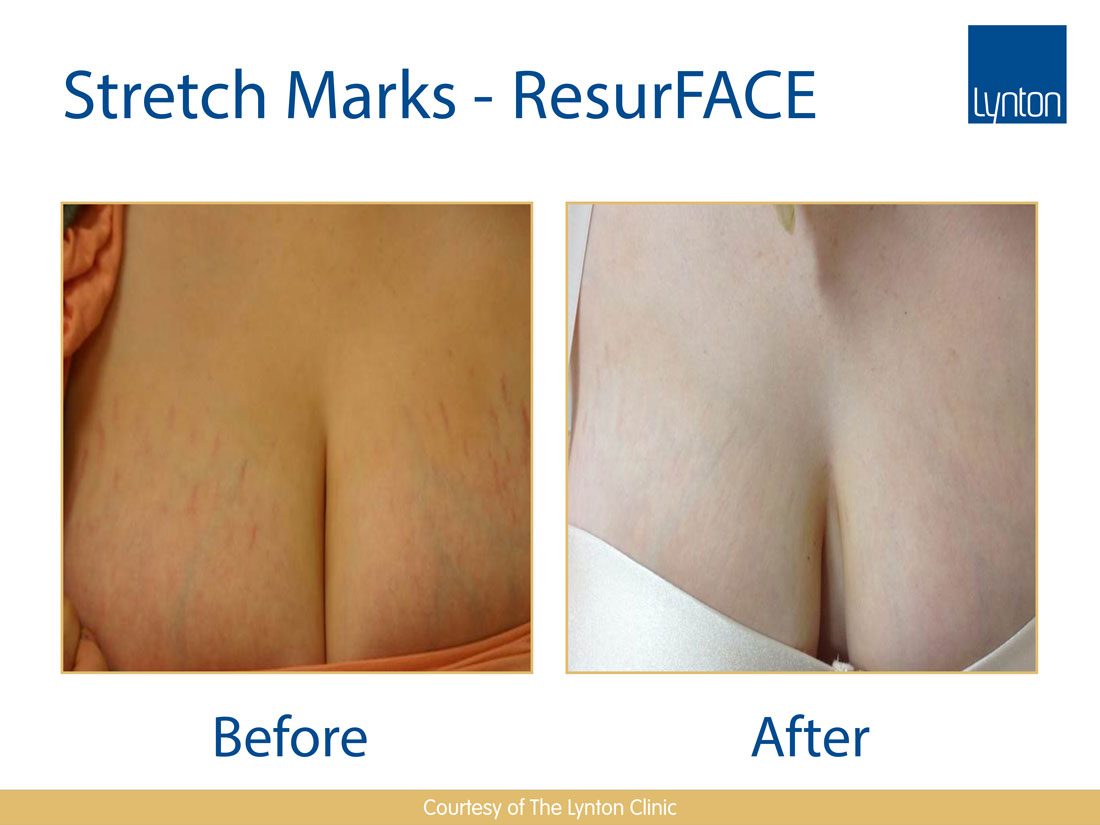 Stretch Marks - ResurFACE
Lynton
Before
After
Courtesy of The Lynton Clinic